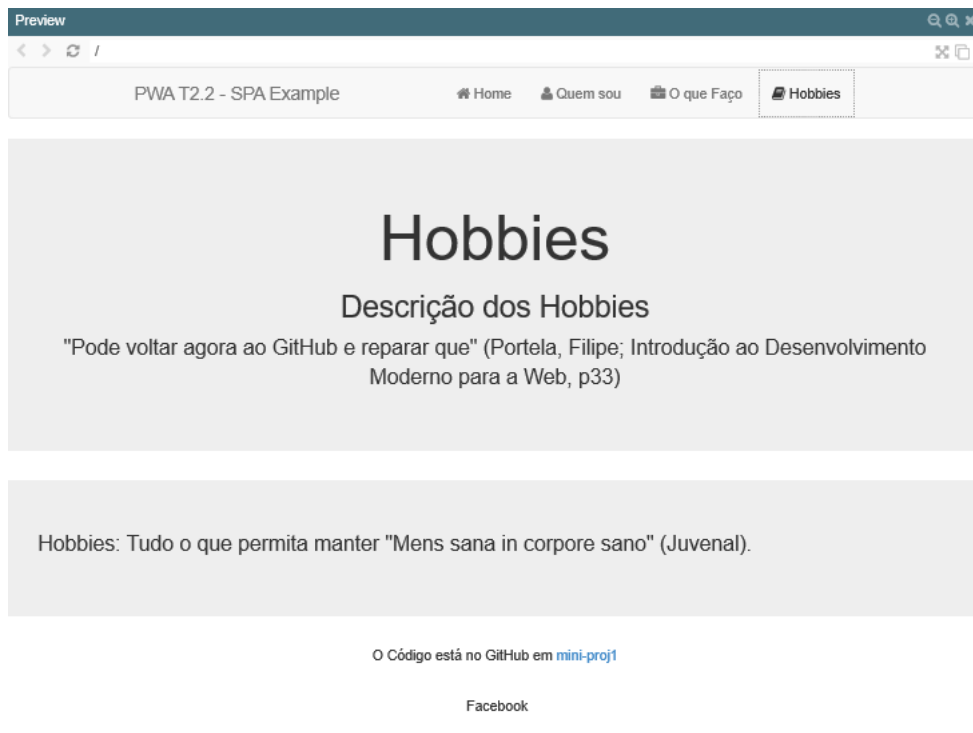 Preview
/
PWA T2.2 - SPA Example Home Quem sou O que Faço Hobbies
Hobbies
Descrição dos Hobbies
"Pode voltar agora ao GitHub e reparar que" (Portela, Filipe; Introdução ao Desenvolvimento
Moderno para a Web, p33)
Hobbies: Tudo o que permita manter "Mens sana in corpore sano" (Juvenal).
O Código está no GitHub em mini-proj1
Facebook